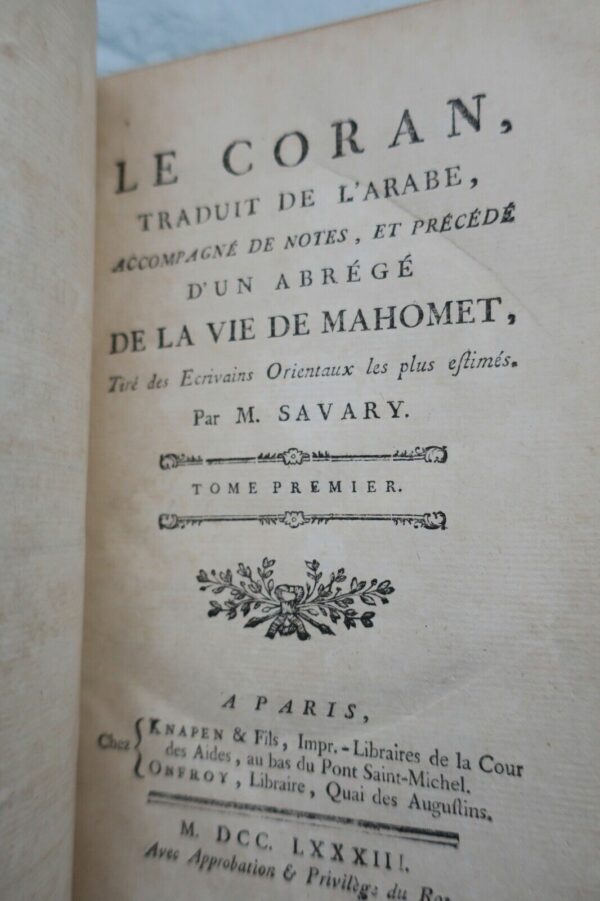 LE CORAN,
TRADUIT DE L'ARABE,
ACCOMPAGNÉ DE NOTES, ET PRÉCÉDÉ
D'UN ABRÉGÉ
DE LA VIE DE MAHOMET,
Tiré des Ecrivains Orientaux les plus eſtimés.
Par M. SAVARY.
TOME PREMIER.
A PARIS,
Chez KNAPEN & Fils, Impr.-Libraires de la Cour
des Aides, au bas du Pont Saint-Michel.
ONFROY, Libraire, Quai des Auguſtins.
M. DCC. LXXXIII.
Avec Approbation & Privilège du